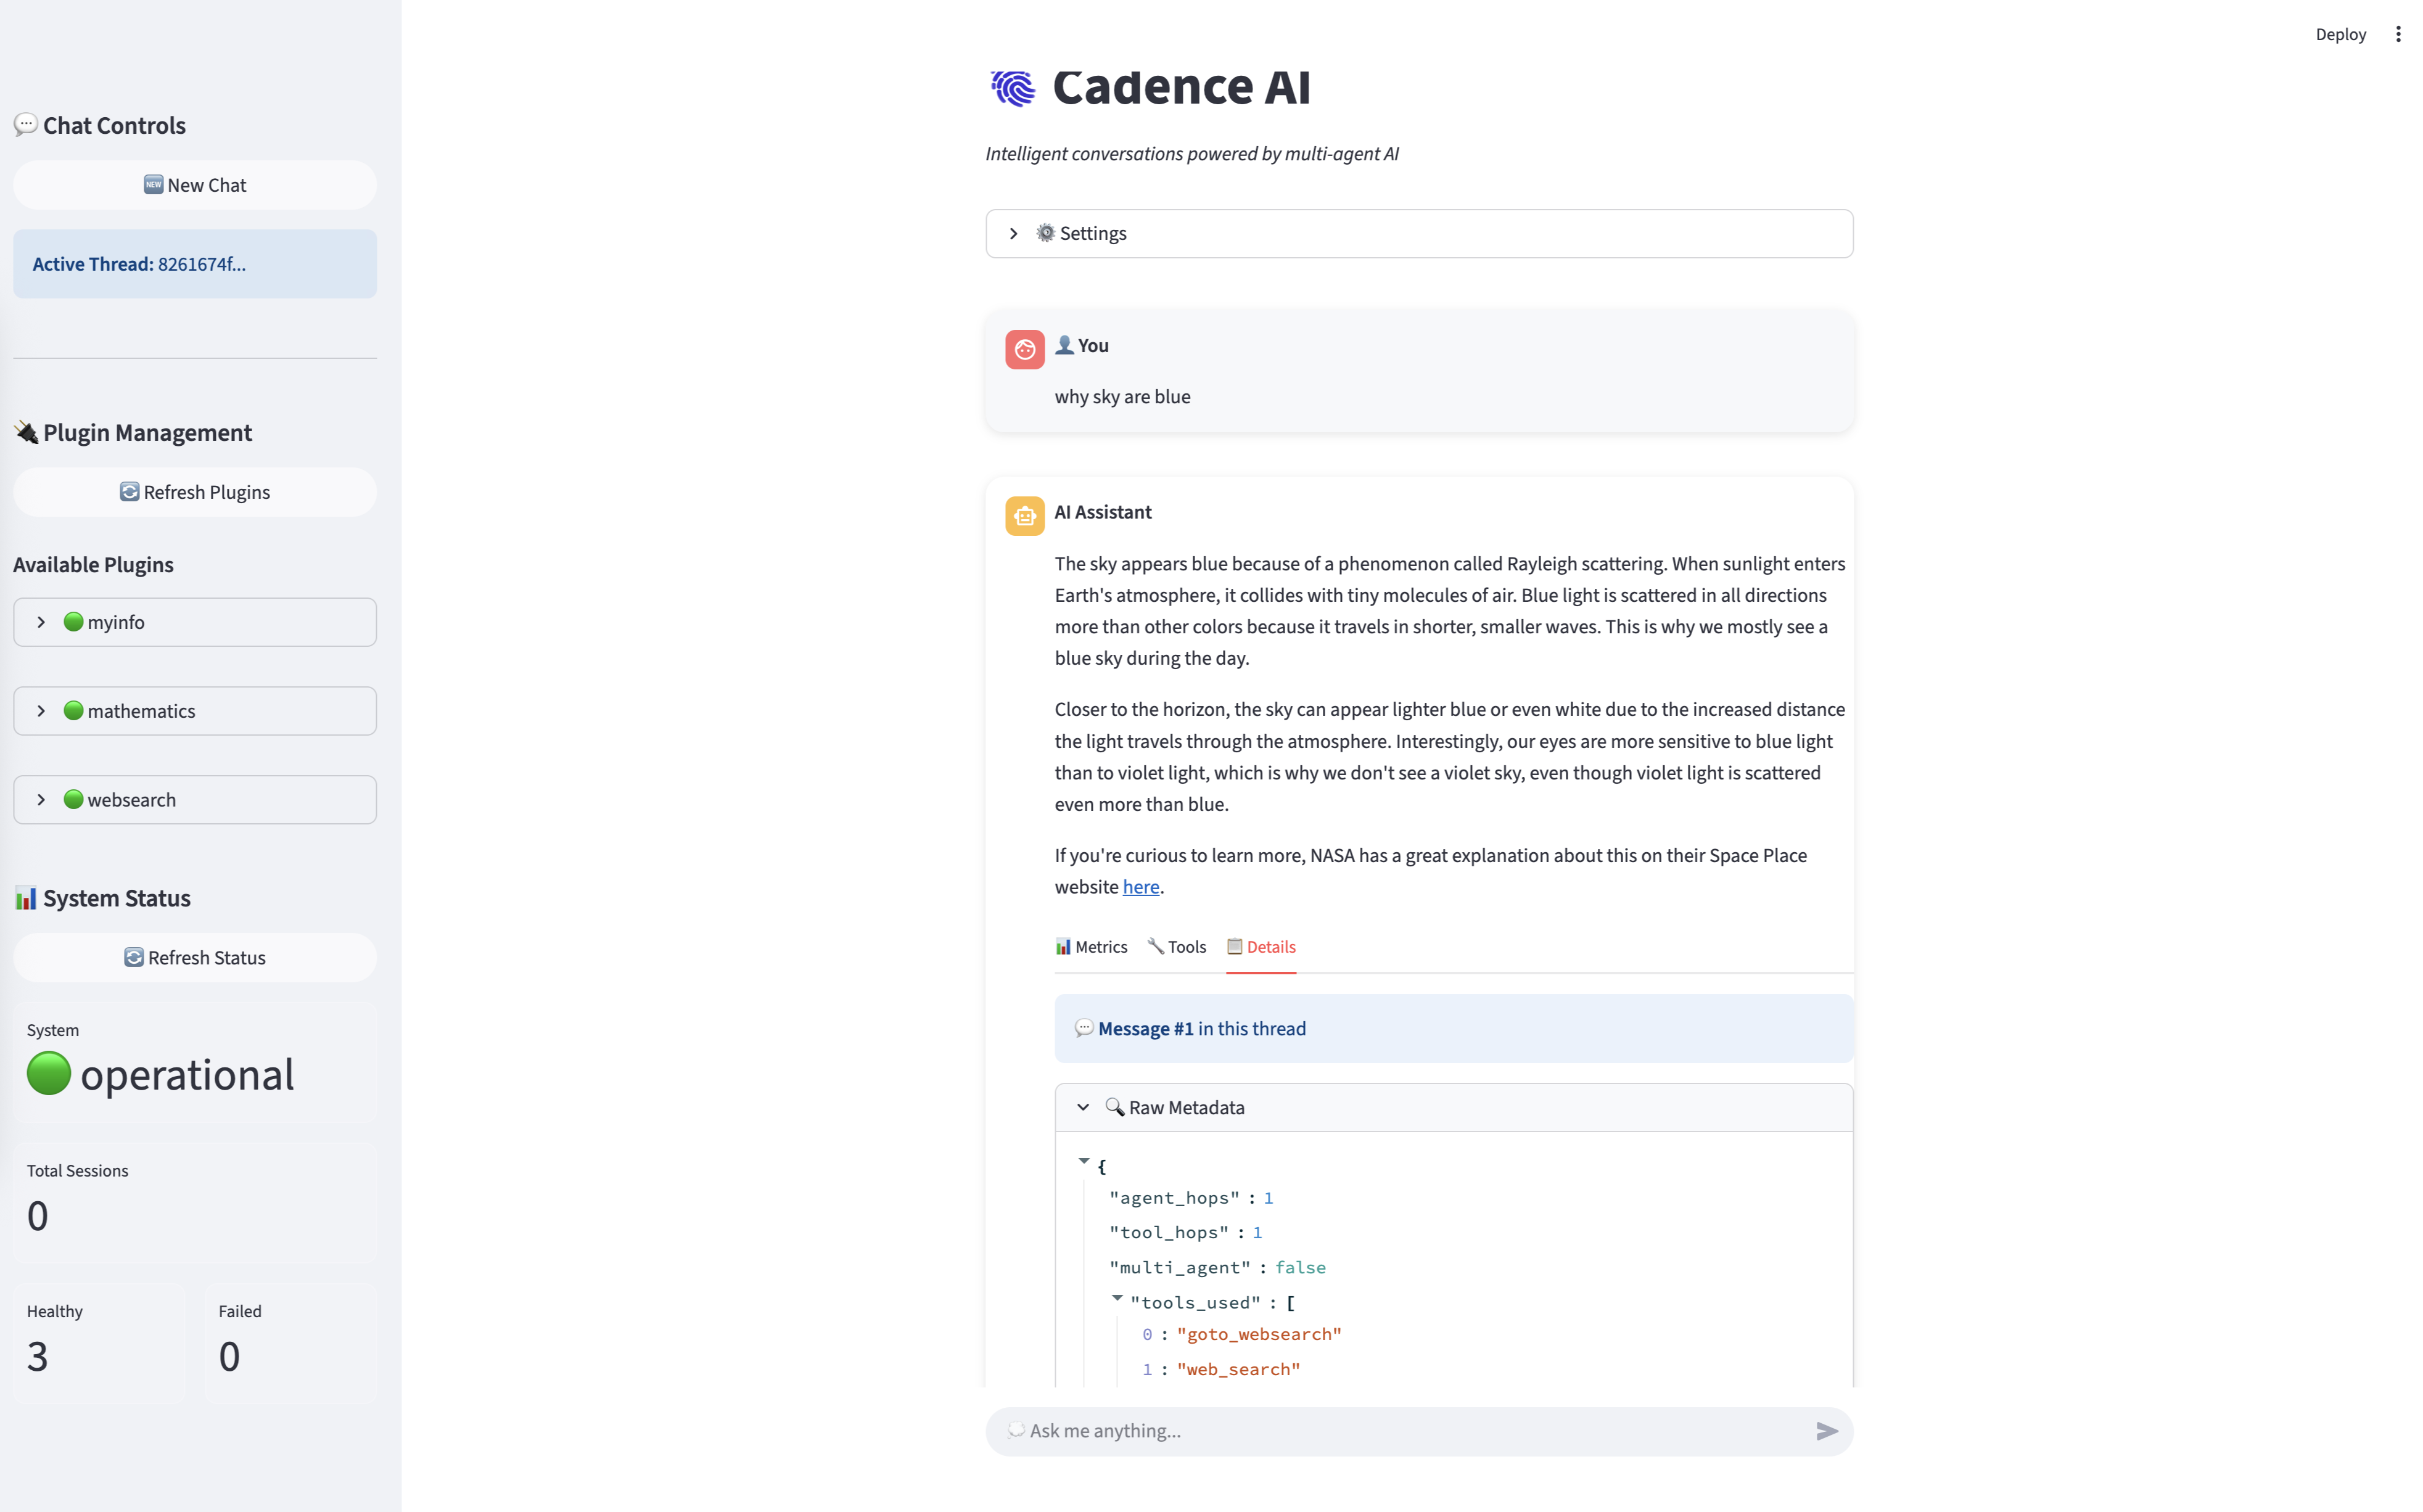 Deploy
Chat Controls
NEW New Chat
Active Thread: 8261674f...
Plugin Management
Refresh Plugins
Available Plugins
myinfo
mathematics
websearch
System Status
Refresh Status
System
operational
Total Sessions
0
Healthy
3
Failed
0
Cadence AI
Intelligent conversations powered by multi-agent AI
Settings
You
why sky are blue
AI Assistant
The sky appears blue because of a phenomenon called Rayleigh scattering. When sunlight enters
Earth's atmosphere, it collides with tiny molecules of air. Blue light is scattered in all directions
more than other colors because it travels in shorter, smaller waves. This is why we mostly see a
blue sky during the day.
Closer to the horizon, the sky can appear lighter blue or even white due to the increased distance
the light travels through the atmosphere. Interestingly, our eyes are more sensitive to blue light
than to violet light, which is why we don't see a violet sky, even though violet light is scattered
even more than blue.
If you're curious to learn more, NASA has a great explanation about this on their Space Place
website here.
Metrics Tools Details
Message #1 in this thread
Raw Metadata
{
"agent_hops" : 1
"tool_hops" : 1
"multi_agent" : false
"tools_used" : [
0 : "goto_websearch"
1 : "web_search"
Ask me anything...